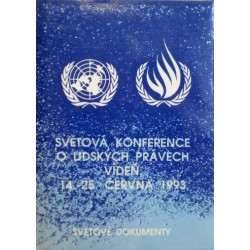 SVĚTOVÁ KONFERENCE
O LIDSKÝCH PRÁVECH
VÍDEŇ
14.-25. ČERVNA 1993
SVĚTOVÉ DOKUMENTY